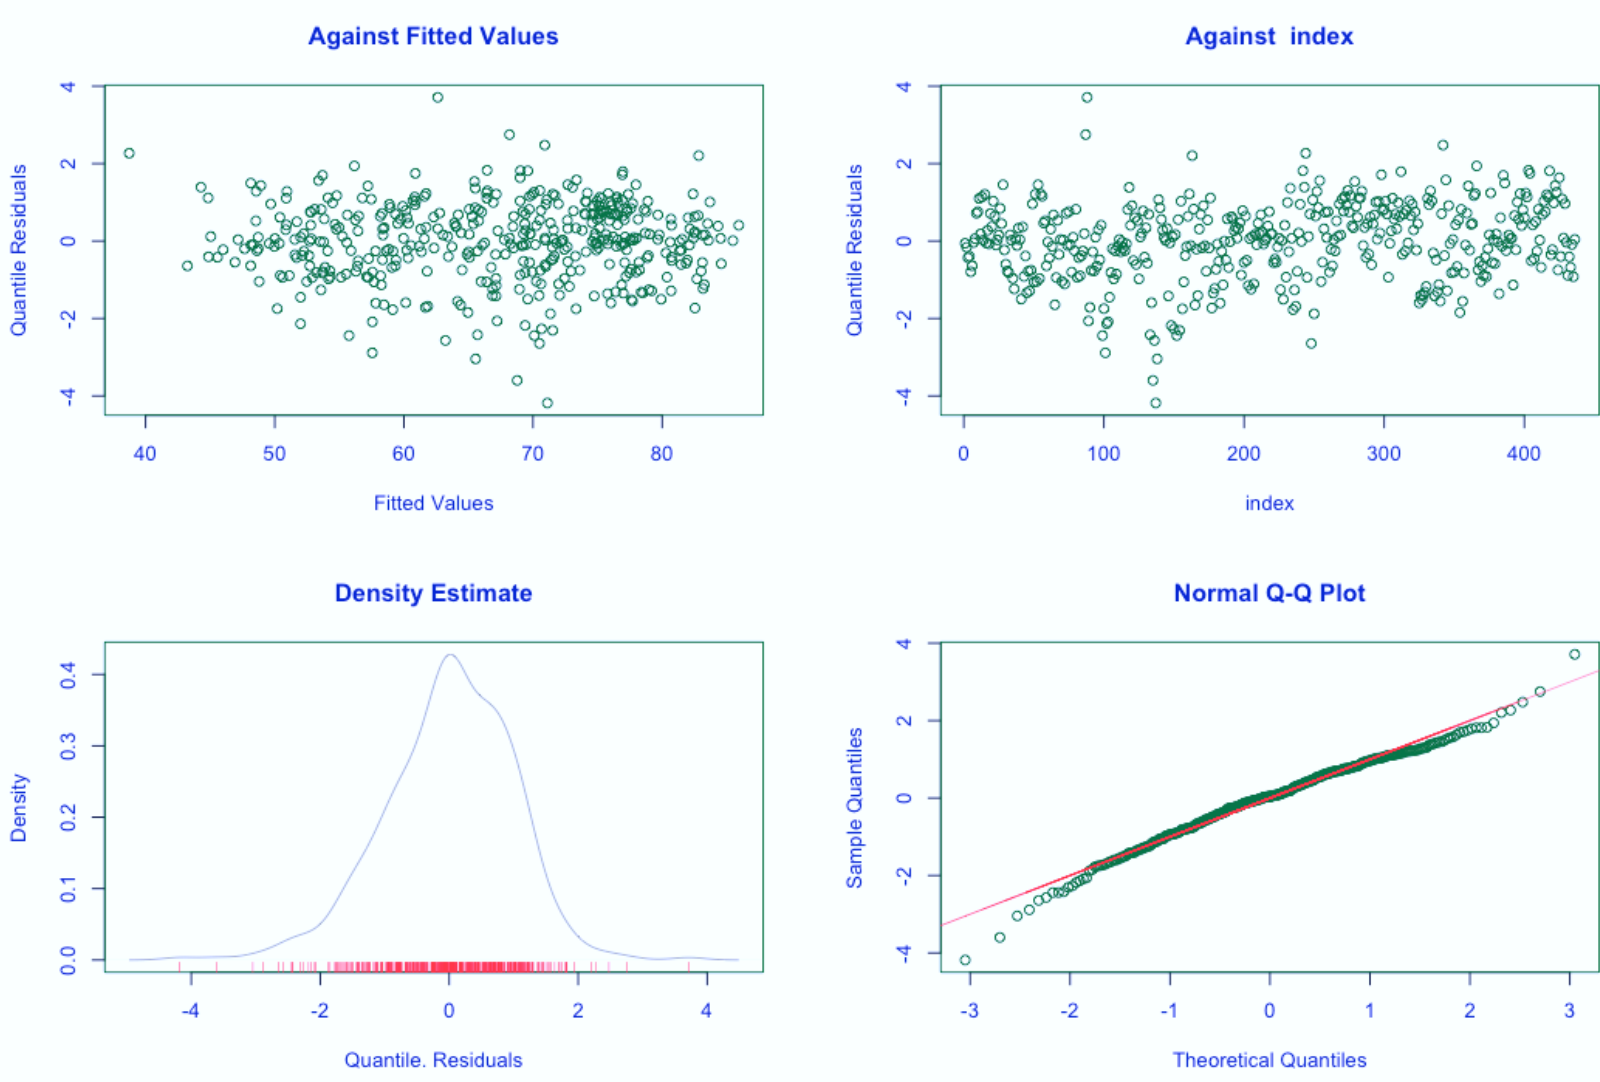 Against Fitted Values
Quantile Residuals
4
2
0
-2
-4
40 50 60 70 80
Fitted Values
Against index
Quantile Residuals
4
2
0
-2
-4
0 100 200 300 400
index
Density Estimate
Density
0.4
0.3
0.2
0.1
0.0
-4 -2 0 2 4
Quantile. Residuals
Normal Q-Q Plot
Sample Quantiles
4
2
0
-2
-4
-3 -2 -1 0 1 2 3
Theoretical Quantiles